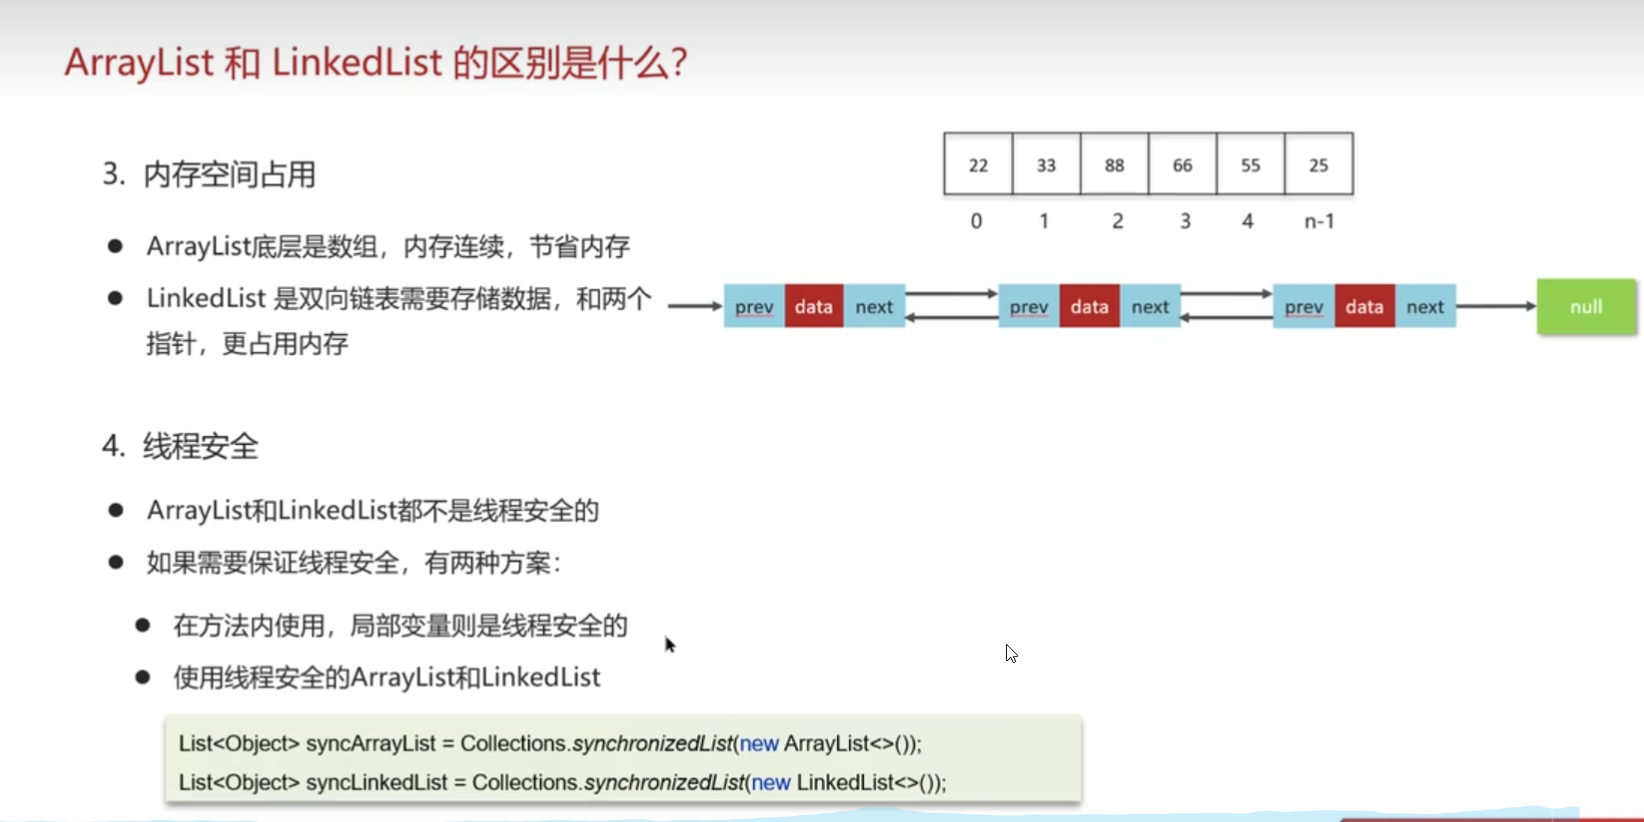 ArrayList 和 LinkedList 的区别是什么?
3. 内存空间占用
● ArrayList底层是数组，内存连续，节省内存
● LinkedList 是双向链表需要存储数据，和两个
指针，更占用内存
22 33 88 66 55 25
0 1 2 3 4 n-1
prev data next prev data next prev data next null
4. 线程安全
● ArrayList和LinkedList都不是线程安全的
● 如果需要保证线程安全，有两种方案：
● 在方法内使用，局部变量则是线程安全的
● 使用线程安全的ArrayList和LinkedList
List<Object> syncArrayList = Collections.synchronizedList(new ArrayList<>());
List<Object> syncLinkedList = Collections.synchronizedList(new LinkedList<>());